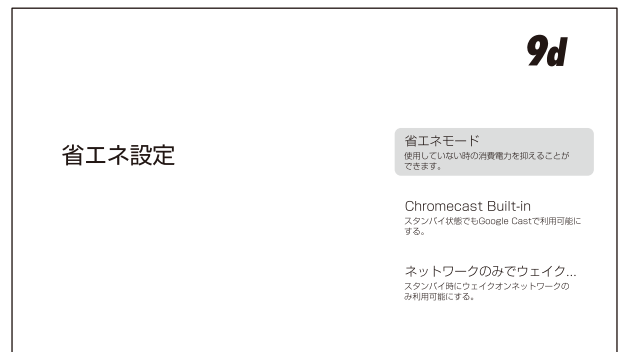 9d
省エネ設定
省エネモード
使用していない時の消費電力を抑えることが
できます。
Chromecast Built-in
スタンバイ状態でもGoogle Castで利用可能に
する。
ネットワークのみでウェイク...
スタンバイ時にウェイクオンネットワークの
み利用可能にする。